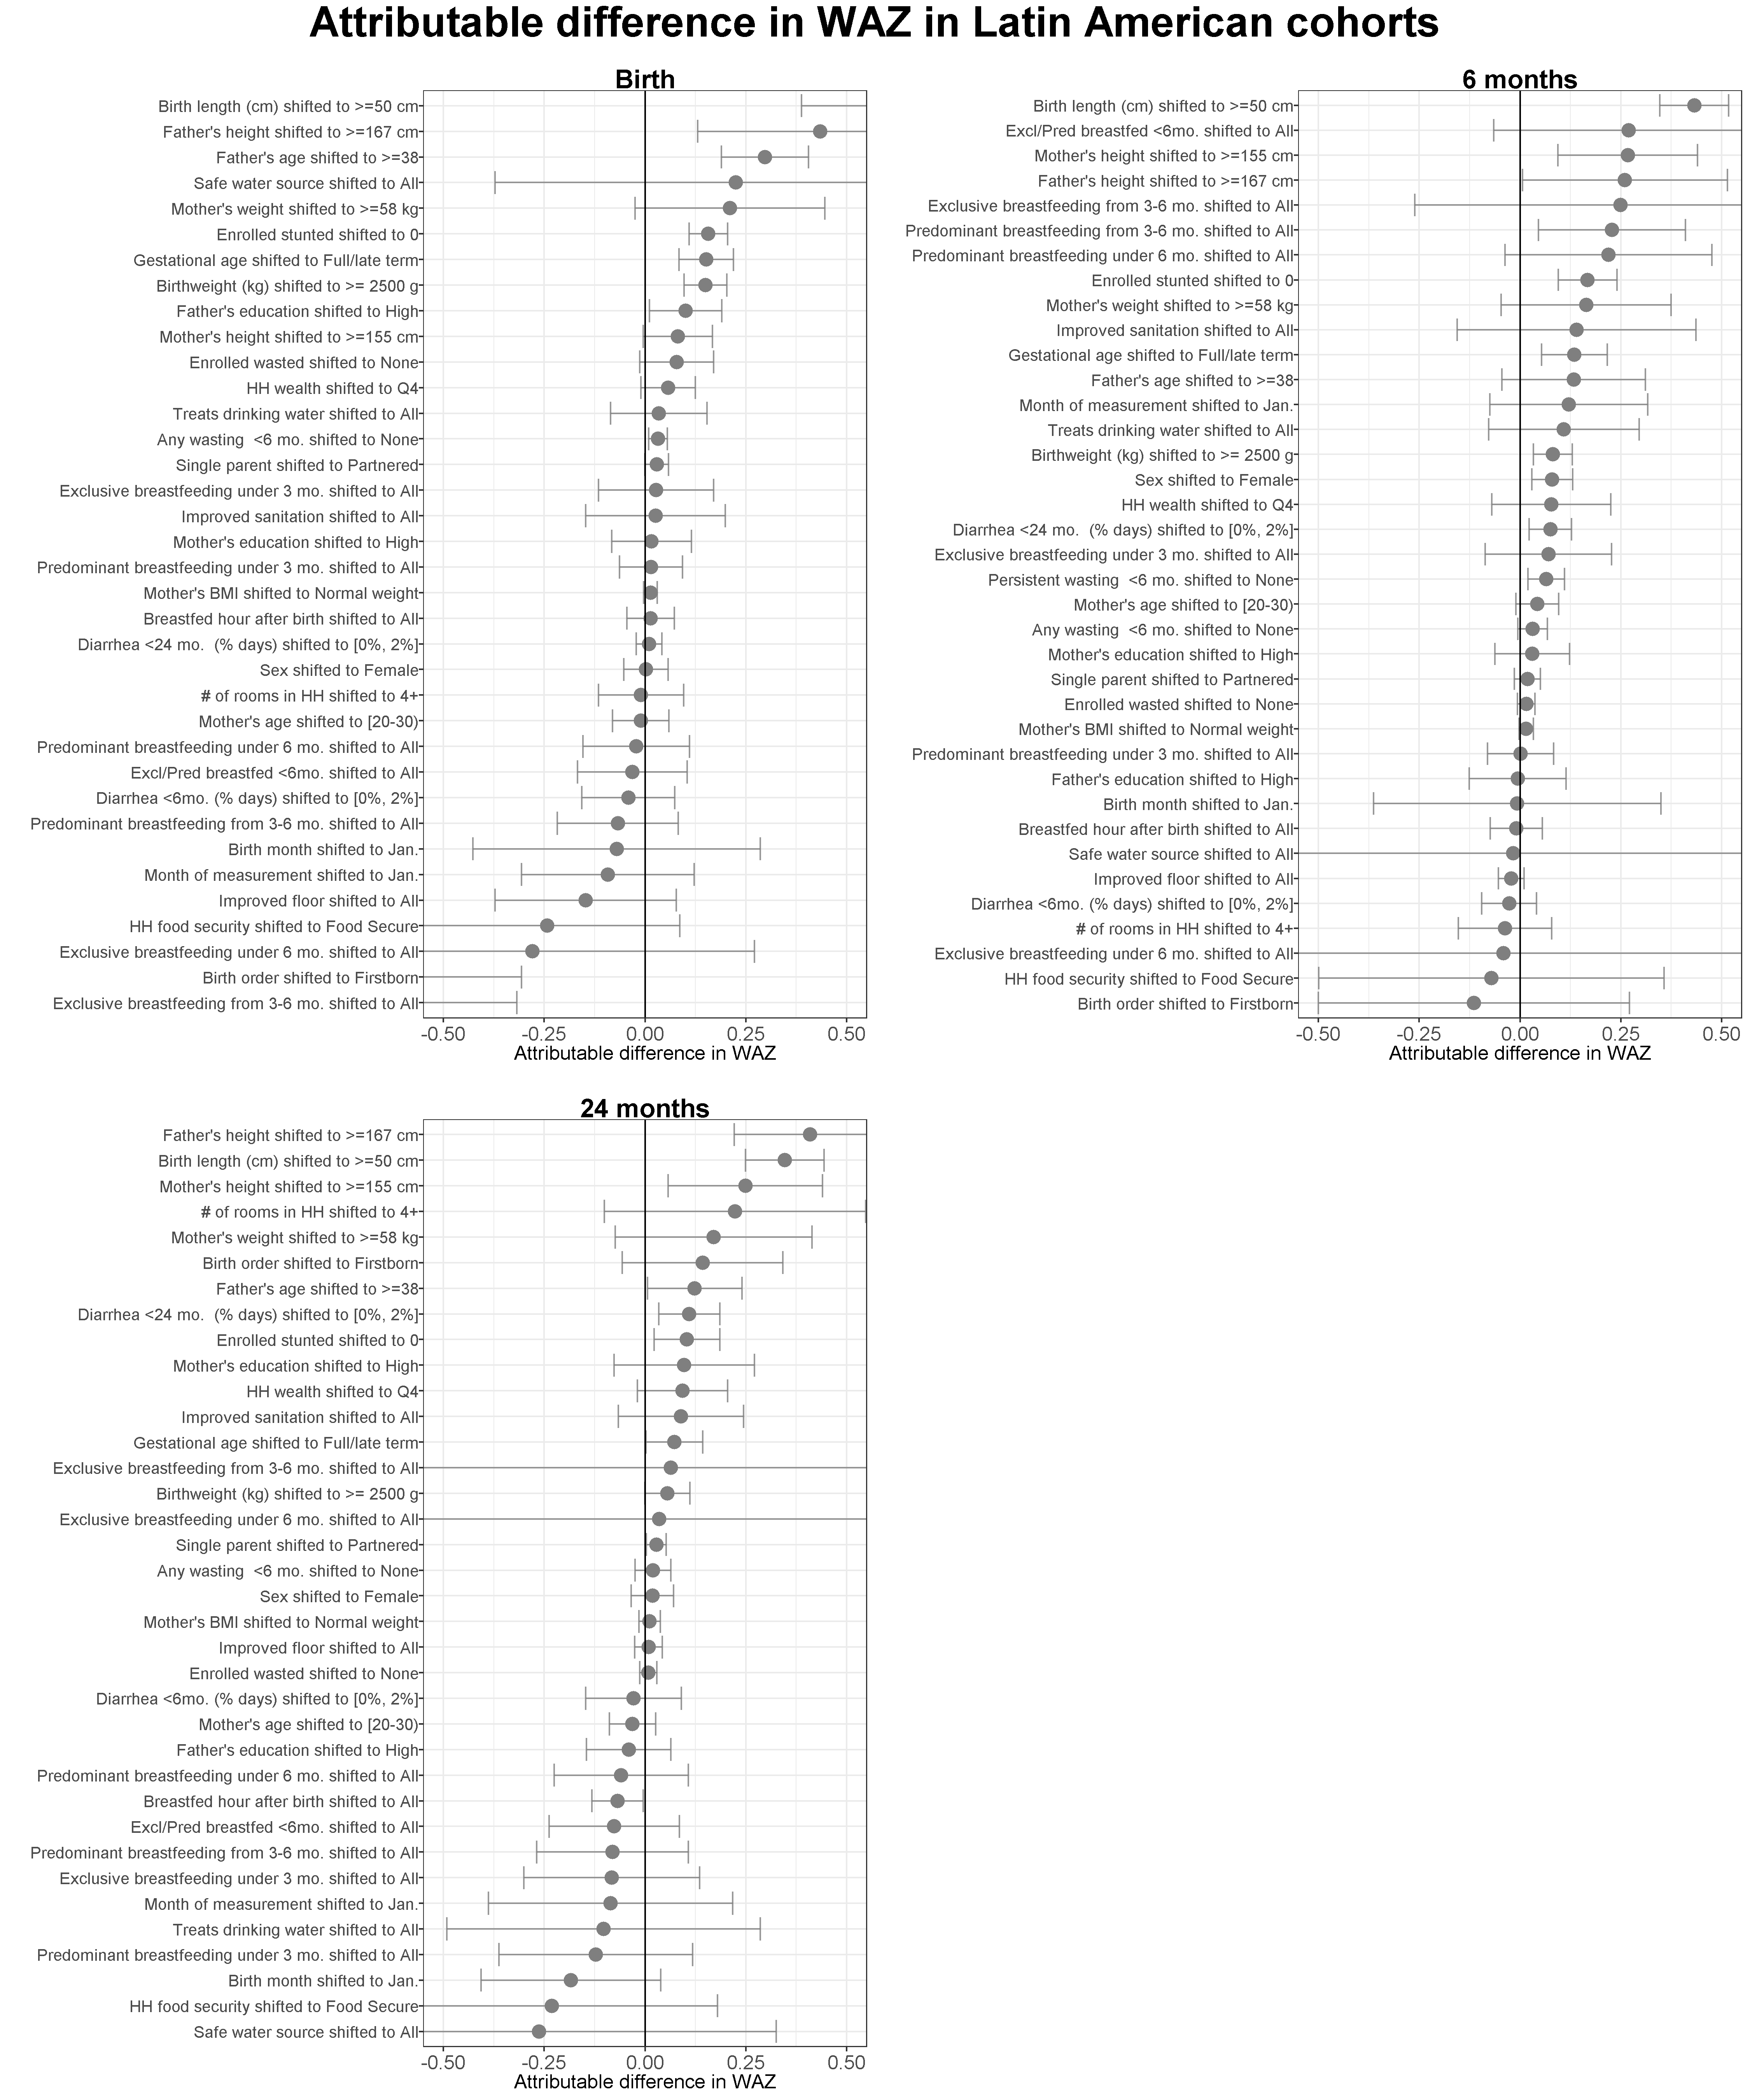 Attributable difference in WAZ in Latin American cohorts
Birth
Birth length (cm) shifted to >=50 cm
Father's height shifted to >=167 cm
Father's age shifted to >=38
Safe water source shifted to All
Mother's weight shifted to >=58 kg
Enrolled stunted shifted to 0
Gestational age shifted to Full/late term
Birthweight (kg) shifted to >= 2500 g
Father's education shifted to High
Mother's height shifted to >=155 cm
Enrolled wasted shifted to None
HH wealth shifted to Q4
Treats drinking water shifted to All
Any wasting  <6 mo. shifted to None
Single parent shifted to Partnered
Exclusive breastfeeding under 3 mo. shifted to All
Improved sanitation shifted to All
Mother's education shifted to High
Predominant breastfeeding under 3 mo. shifted to All
Mother's BMI shifted to Normal weight
Breastfed hour after birth shifted to All
Diarrhea <24 mo.  (% days) shifted to [0%, 2%]
Sex shifted to Female
# of rooms in HH shifted to 4+
Mother's age shifted to [20-30)
Predominant breastfeeding under 6 mo. shifted to All
Excl/Pred breastfed <6mo. shifted to All
Diarrhea <6mo. (% days) shifted to [0%, 2%]
Predominant breastfeeding from 3-6 mo. shifted to All
Birth month shifted to Jan.
Month of measurement shifted to Jan.
Improved floor shifted to All
HH food security shifted to Food Secure
Exclusive breastfeeding under 6 mo. shifted to All
Birth order shifted to Firstborn
Exclusive breastfeeding from 3-6 mo. shifted to All
-0.50 -0.25 0.00 0.25 0.50
Attributable difference in WAZ
6 months
Birth length (cm) shifted to >=50 cm
Excl/Pred breastfed <6mo. shifted to All
Mother's height shifted to >=155 cm
Father's height shifted to >=167 cm
Exclusive breastfeeding from 3-6 mo. shifted to All
Predominant breastfeeding from 3-6 mo. shifted to All
Predominant breastfeeding under 6 mo. shifted to All
Enrolled stunted shifted to 0
Mother's weight shifted to >=58 kg
Improved sanitation shifted to All
Gestational age shifted to Full/late term
Father's age shifted to >=38
Month of measurement shifted to Jan.
Treats drinking water shifted to All
Birthweight (kg) shifted to >= 2500 g
Sex shifted to Female
HH wealth shifted to Q4
Diarrhea <24 mo.  (% days) shifted to [0%, 2%]
Exclusive breastfeeding under 3 mo. shifted to All
Persistent wasting  <6 mo. shifted to None
Mother's age shifted to [20-30)
Any wasting  <6 mo. shifted to None
Mother's education shifted to High
Single parent shifted to Partnered
Enrolled wasted shifted to None
Mother's BMI shifted to Normal weight
Predominant breastfeeding under 3 mo. shifted to All
Father's education shifted to High
Birth month shifted to Jan.
Breastfed hour after birth shifted to All
Safe water source shifted to All
Improved floor shifted to All
Diarrhea <6mo. (% days) shifted to [0%, 2%]
# of rooms in HH shifted to 4+
Exclusive breastfeeding under 6 mo. shifted to All
HH food security shifted to Food Secure
Birth order shifted to Firstborn
-0.50 -0.25 0.00 0.25 0.50
Attributable difference in WAZ
24 months
Father's height shifted to >=167 cm
Birth length (cm) shifted to >=50 cm
Mother's height shifted to >=155 cm
# of rooms in HH shifted to 4+
Mother's weight shifted to >=58 kg
Birth order shifted to Firstborn
Father's age shifted to >=38
Diarrhea <24 mo.  (% days) shifted to [0%, 2%]
Enrolled stunted shifted to 0
Mother's education shifted to High
HH wealth shifted to Q4
Improved sanitation shifted to All
Gestational age shifted to Full/late term
Exclusive breastfeeding from 3-6 mo. shifted to All
Birthweight (kg) shifted to >= 2500 g
Exclusive breastfeeding under 6 mo. shifted to All
Single parent shifted to Partnered
Any wasting  <6 mo. shifted to None
Sex shifted to Female
Mother's BMI shifted to Normal weight
Improved floor shifted to All
Enrolled wasted shifted to None
Diarrhea <6mo. (% days) shifted to [0%, 2%]
Mother's age shifted to [20-30)
Father's education shifted to High
Predominant breastfeeding under 6 mo. shifted to All
Breastfed hour after birth shifted to All
Excl/Pred breastfed <6mo. shifted to All
Predominant breastfeeding from 3-6 mo. shifted to All
Exclusive breastfeeding under 3 mo. shifted to All
Month of measurement shifted to Jan.
Treats drinking water shifted to All
Predominant breastfeeding under 3 mo. shifted to All
Birth month shifted to Jan.
HH food security shifted to Food Secure
Safe water source shifted to All
-0.50 -0.25 0.00 0.25 0.50
Attributable difference in WAZ